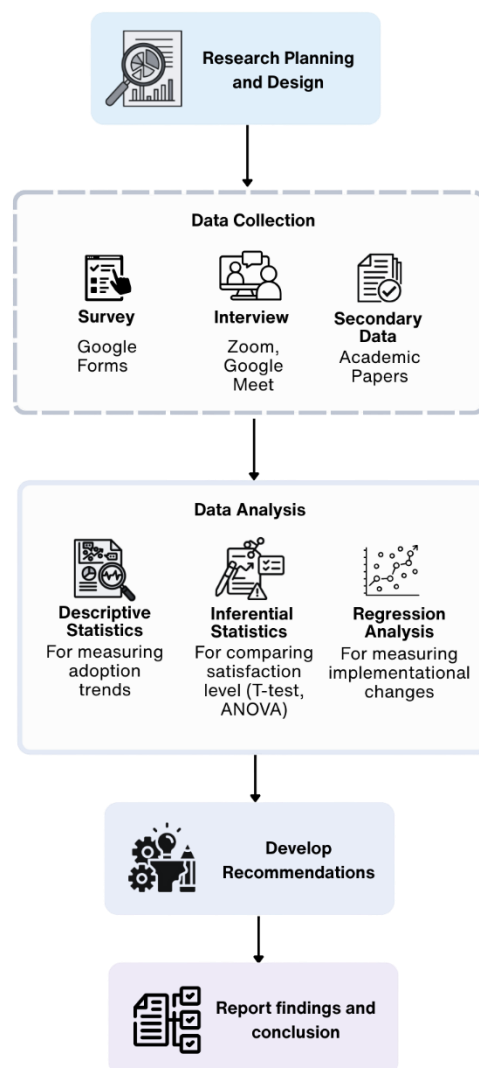 Research Planning
and Design
Data Collection
Survey
Google
Forms
Interview
Zoom,
Google
Meet
Secondary
Data
Academic
Papers
Data Analysis
Descriptive
Statistics
For measuring
adoption
trends
Inferential
Statistics
For comparing
satisfaction
level (T-test,
ANOVA)
Regression
Analysis
For measuring
implementational
changes
Develop
Recommendations
Report findings and
conclusion